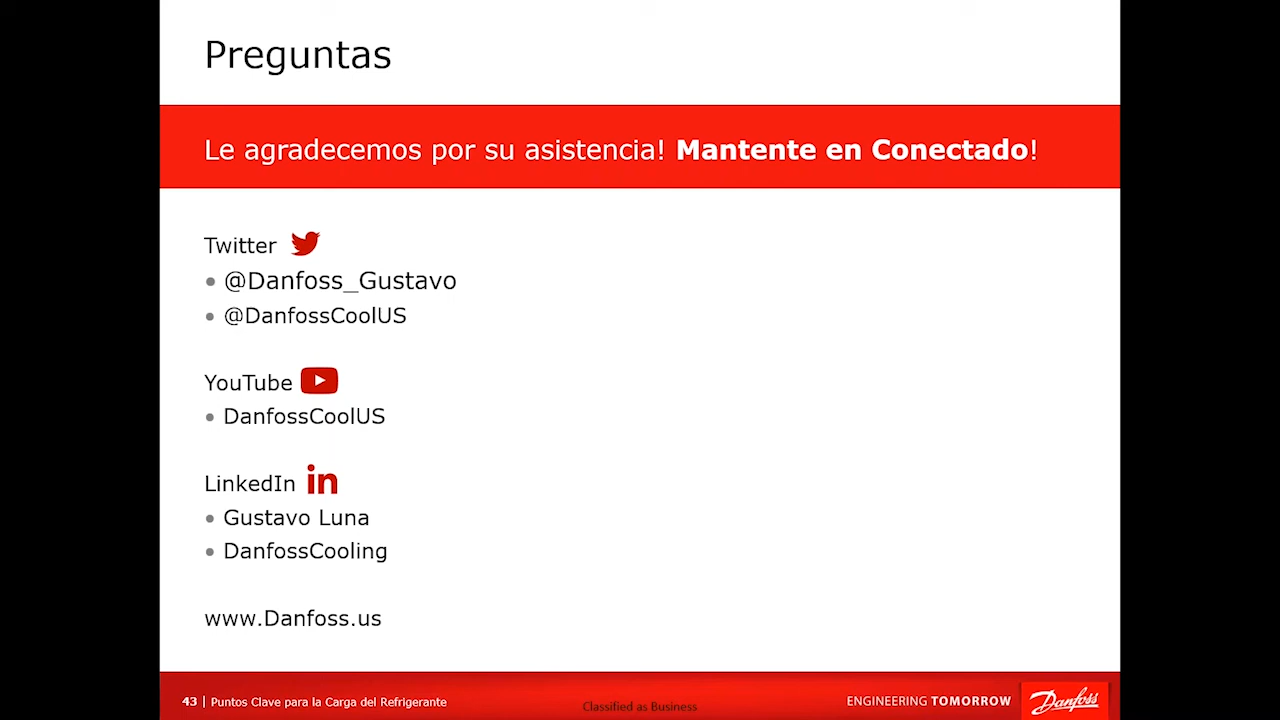 Preguntas
Le agradecemos por su asistencia! Mantente en Conectado!
Twitter
• @Danfoss_Gustavo
• @DanfossCoolUS
YouTube
• DanfossCoolUS
LinkedIn in
• Gustavo Luna
• DanfossCooling
www.Danfoss.us
43 | Puntos Clave para la Carga del Refrigerante
Classified as Business
ENGINEERING TOMORROW
Danfoss